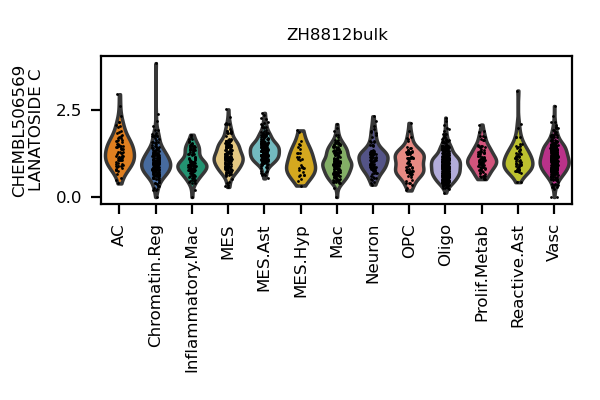 ZH8812bulk
CHEMBL506569
LANATOSIDE C
2.5
0.0
AC
Chromatin.Reg
Inflammatory.Mac
MES
MES.Ast
MES.Hyp
Mac
Neuron
OPC
Oligo
Prolif.Metab
Reactive.Ast
Vasc